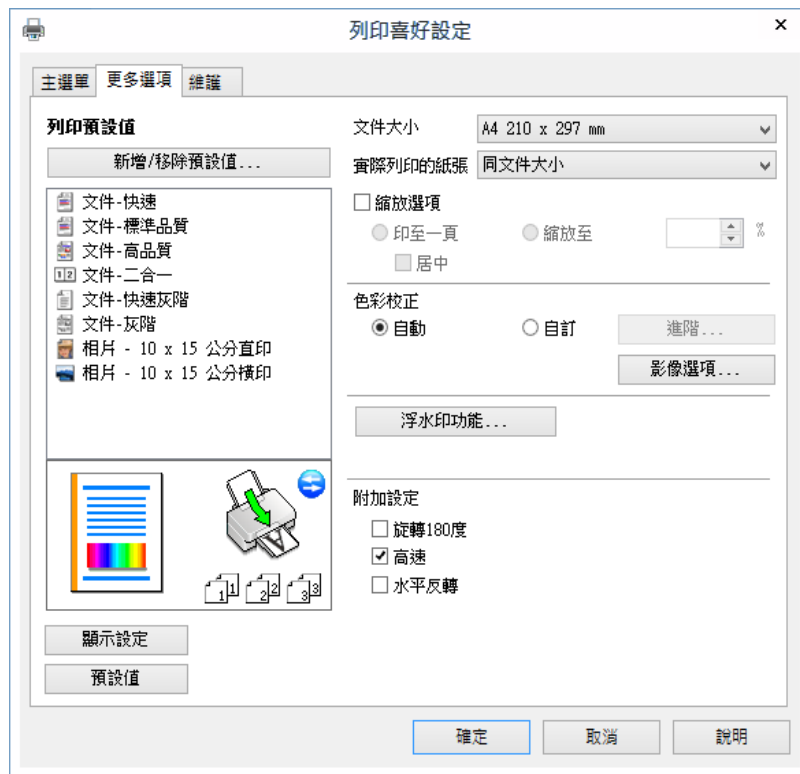 列印喜好設定
主選單 更多選項 維護
列印預設值
新增/移除預設值...
文件-快速
文件-標準品質
文件-高品質
12 文件-二合一
文件-快速灰階
文件-灰階
相片 - 10 x 15 公分直印
相片 - 10 x 15 公分橫印
1 1 2 2 3 3
顯示設定
預設值
文件大小 A4 210 x 297 mm
實際列印的紙張 同文件大小
縮放選項
印至一頁 縮放至 %
居中
色彩校正
自動 自訂 進階...
影像選項...
浮水印功能...
附加設定
旋轉180度
高速
水平反轉
確定 取消 說明